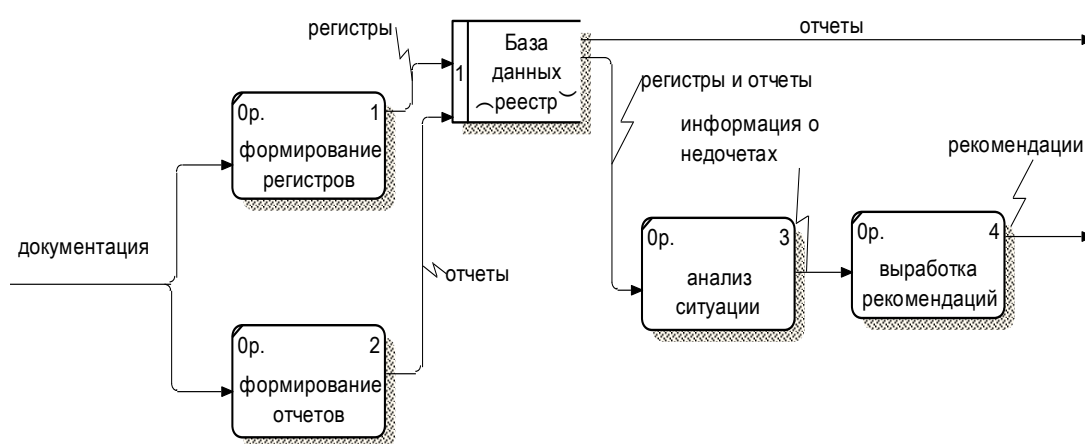 регистры
отчеты
База
данных
1
реестр
0р. 1
формирование
регистров
регистры и отчеты
информация о
недочетах
рекомендации
документация
отчеты
0р. 3
анализ
ситуации
0р. 4
выработка
рекомендаций
0р. 2
формирование
отчетов